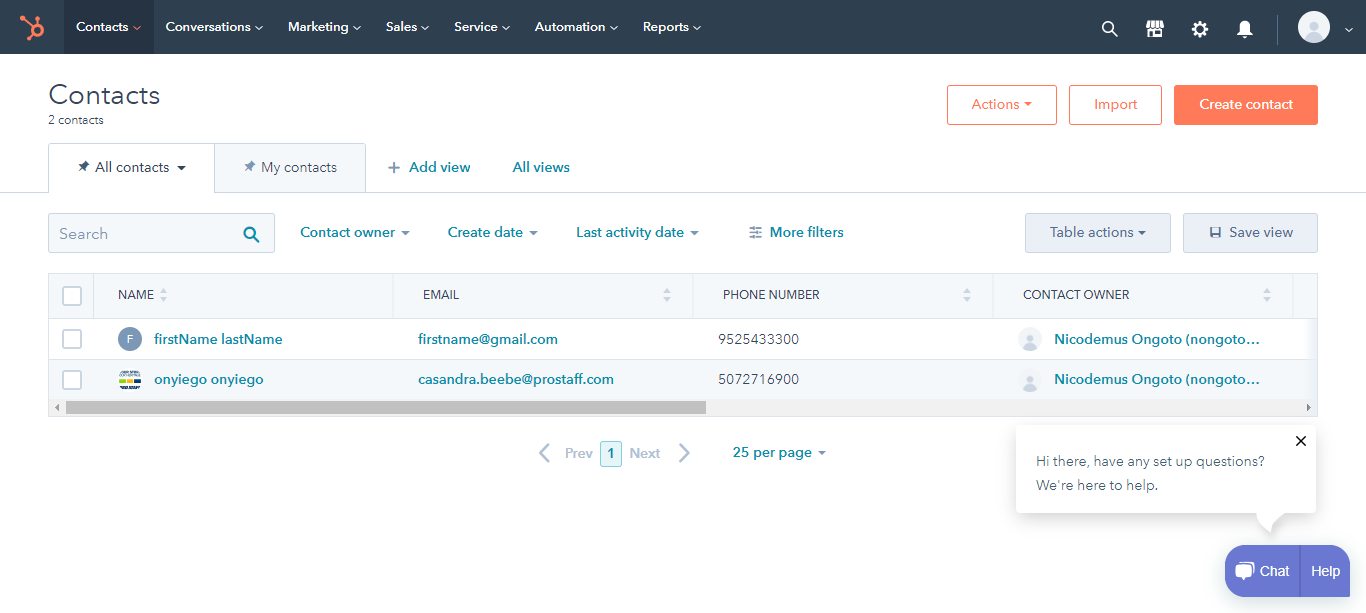 Contacts Conversations Marketing Sales Service Automation Reports
Contacts
2 contacts
Actions Import Create contact
All contacts My contacts + Add view All views
Search Contact owner Create date Last activity date More filters Table actions Save view
NAME EMAIL PHONE NUMBER CONTACT OWNER
F firstName lastName firstname@gmail.com 9525433300 Nicodemus Ongoto (nongoto...
onyiego onyiego casandra.beebe@prostaff.com 5072716900 Nicodemus Ongoto (nongoto...
Prev 1 Next 25 per page
Hi there, have any set up questions?
We're here to help.
Chat Help